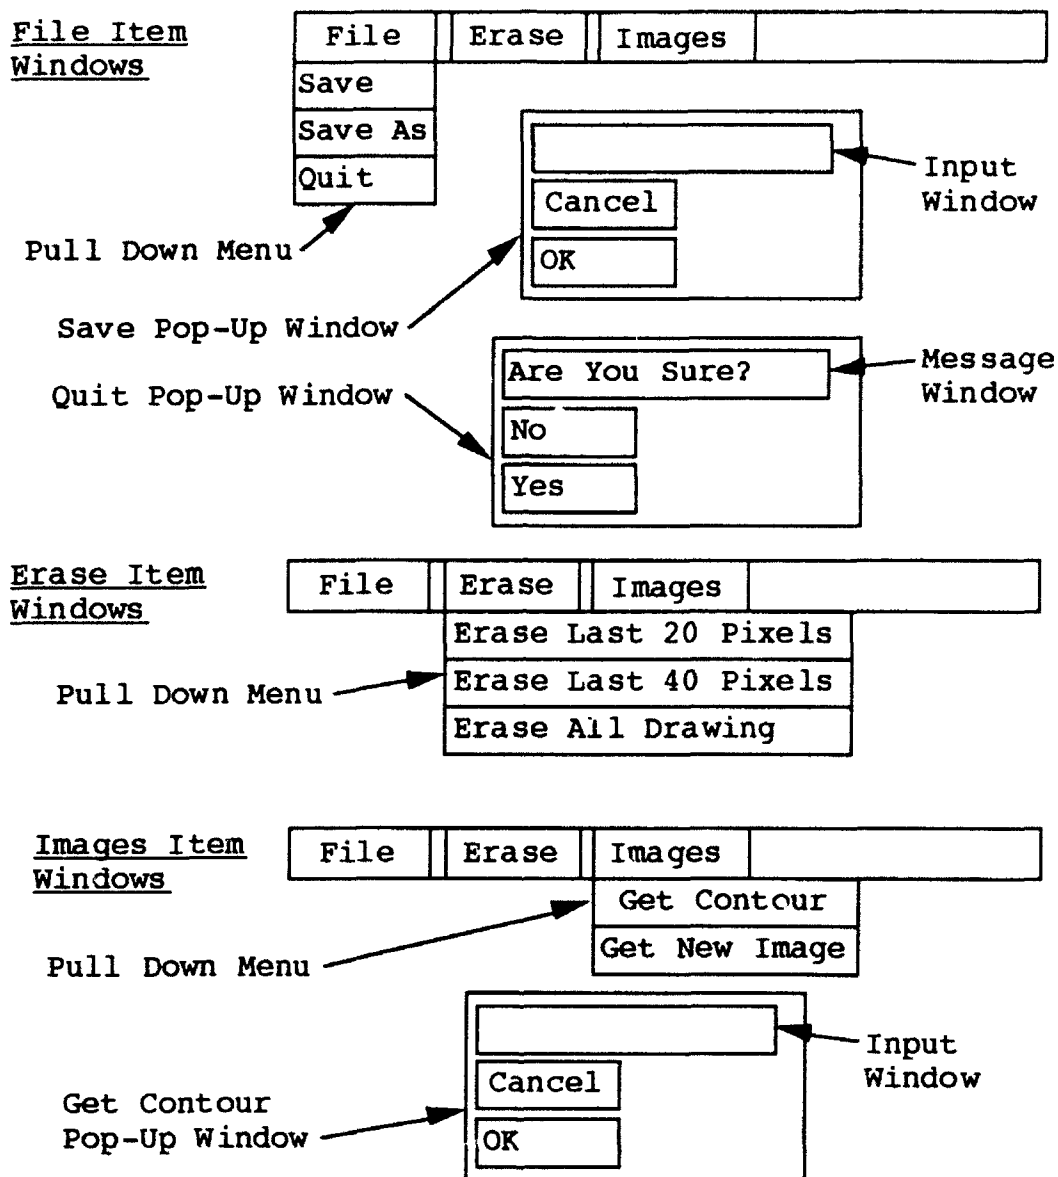 File Item
Windows
File Erase Images
Save
Save As
Quit
Pull Down Menu
Input
Window
Cancel
OK
Save Pop-Up Window
Are You Sure?
Message
Window
Quit Pop-Up Window
No
Yes
Erase Item
Windows
File Erase Images
Erase Last 20 Pixels
Erase Last 40 Pixels
Erase All Drawing
Pull Down Menu
Images Item
Windows
File Erase Images
Get Contour
Get New Image
Pull Down Menu
Input
Window
Cancel
OK
Get Contour
Pop-Up Window